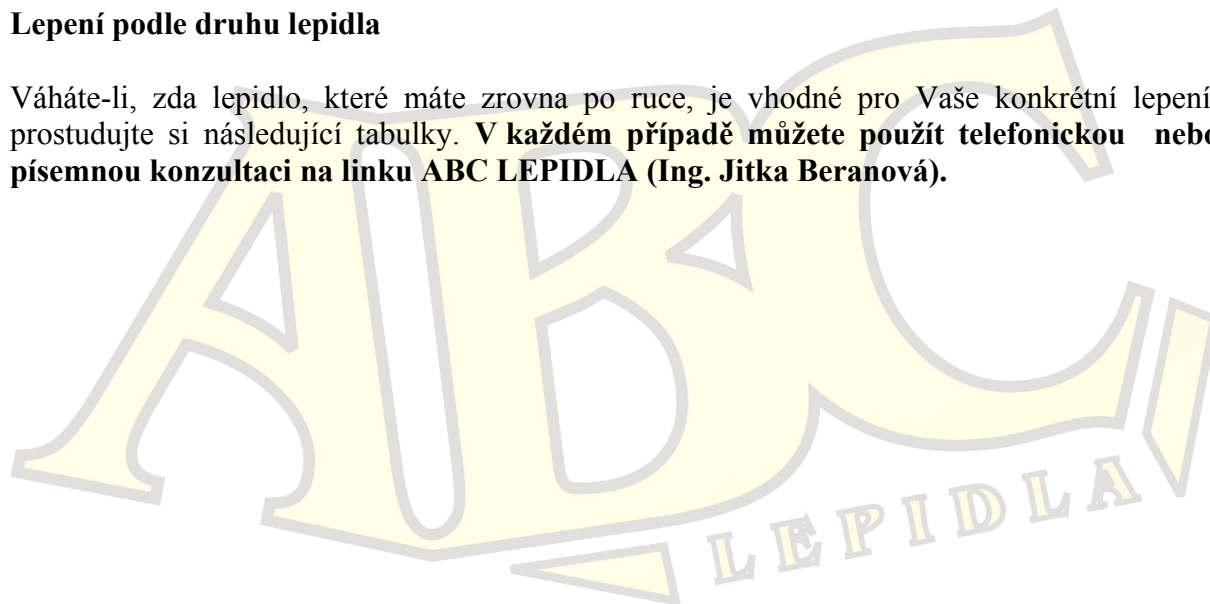 Lepení podle druhu lepidla
Váháte-li, zda lepidlo, které máte zrovna po ruce, je vhodné pro Vaše konkrétní lepení
prostudujte si následující tabulky. V každém případě můžete použít telefonickou nebo
písemnou konzultaci na linku ABC LEPIDLA (Ing. Jitka Beranová).
ABC
LEPIDLA